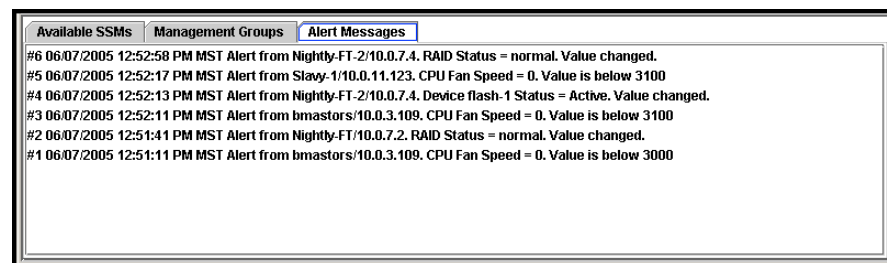 Available SSMs Management Groups Alert Messages
#6 06/07/2005 12:52:58 PM MST Alert from Nightly-FT-2/10.0.7.4. RAID Status = normal. Value changed.
#5 06/07/2005 12:52:17 PM MST Alert from Slavy-1/10.0.11.123. CPU Fan Speed = 0. Value is below 3100
#4 06/07/2005 12:52:13 PM MST Alert from Nightly-FT-2/10.0.7.4. Device flash-1 Status = Active. Value changed.
#3 06/07/2005 12:52:11 PM MST Alert from bmastors/10.0.3.109. CPU Fan Speed = 0. Value is below 3100
#2 06/07/2005 12:51:41 PM MST Alert from Nightly-FT/10.0.7.2. RAID Status = normal. Value changed.
#1 06/07/2005 12:51:11 PM MST Alert from bmastors/10.0.3.109. CPU Fan Speed = 0. Value is below 3000